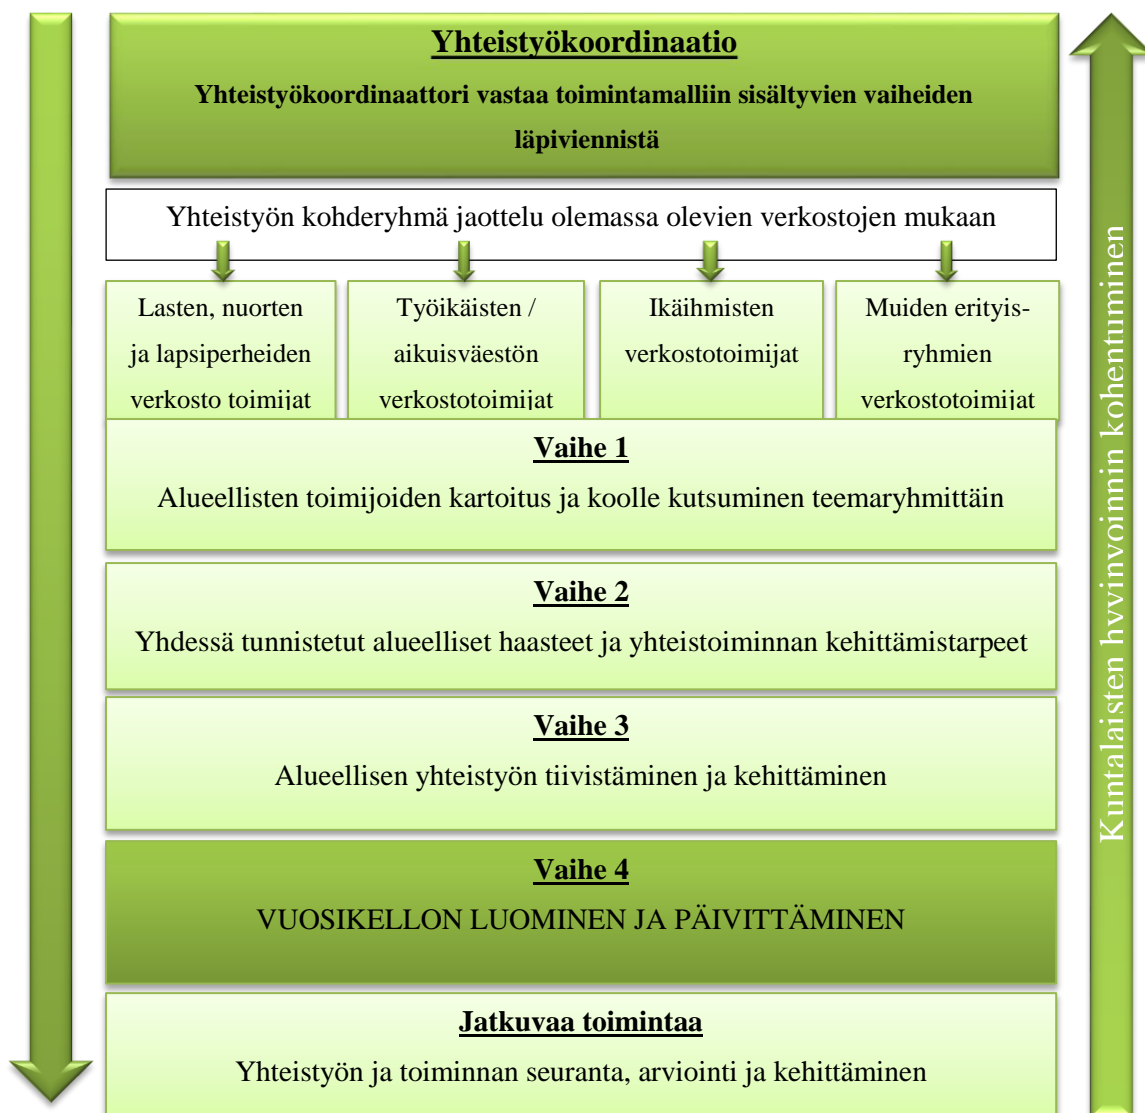 Yhteistyökoordinaatio
Yhteistyökoordinaattori vastaa toimintamalliin sisältyvien vaiheiden
läpiviennistä
Yhteistyön kohderyhmä jaottelu olemassa olevien verkostojen mukaan
Lasten, nuorten
ja lapsiperheiden
verkosto toimijat
Työikäisten /
aikuisväestön
verkostotoimijat
Ikäihmisten
verkostotoimijat
Muiden erityis-
ryhmien
verkostotoimijat
Vaihe 1
Alueellisten toimijoiden kartoitus ja koolle kutsuminen teemaryhmittäin
Vaihe 2
Yhdessä tunnistetut alueelliset haasteet ja yhteistoiminnan kehittämistarpeet
Vaihe 3
Alueellisen yhteistyön tiivistäminen ja kehittäminen
Vaihe 4
VUOSIKELLON LUOMINEN JA PÄIVITTÄMINEN
Jatkuvaa toimintaa
Yhteistyön ja toiminnan seuranta, arviointi ja kehittäminen
Kuntalaisten hyvinvoinnin kohentuminen